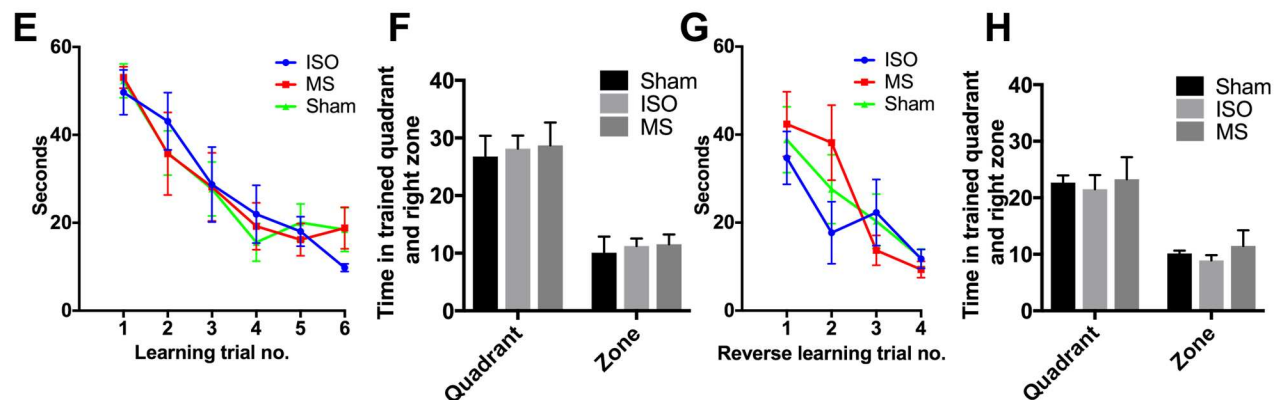 E
60
40
20
0
Seconds
ISO
MS
Sham
1 2 3 4 5 6
Learning trial no.
F
40
30
20
10
0
Time in trained quadrant
and right zone
Sham
ISO
MS
Quadrant
Zone
G
60
40
20
0
Seconds
ISO
MS
Sham
1 2 3 4
Reverse learning trial no.
H
40
30
20
10
0
Time in trained quadrant
and right zone
Sham
ISO
MS
Quadrant
Zone